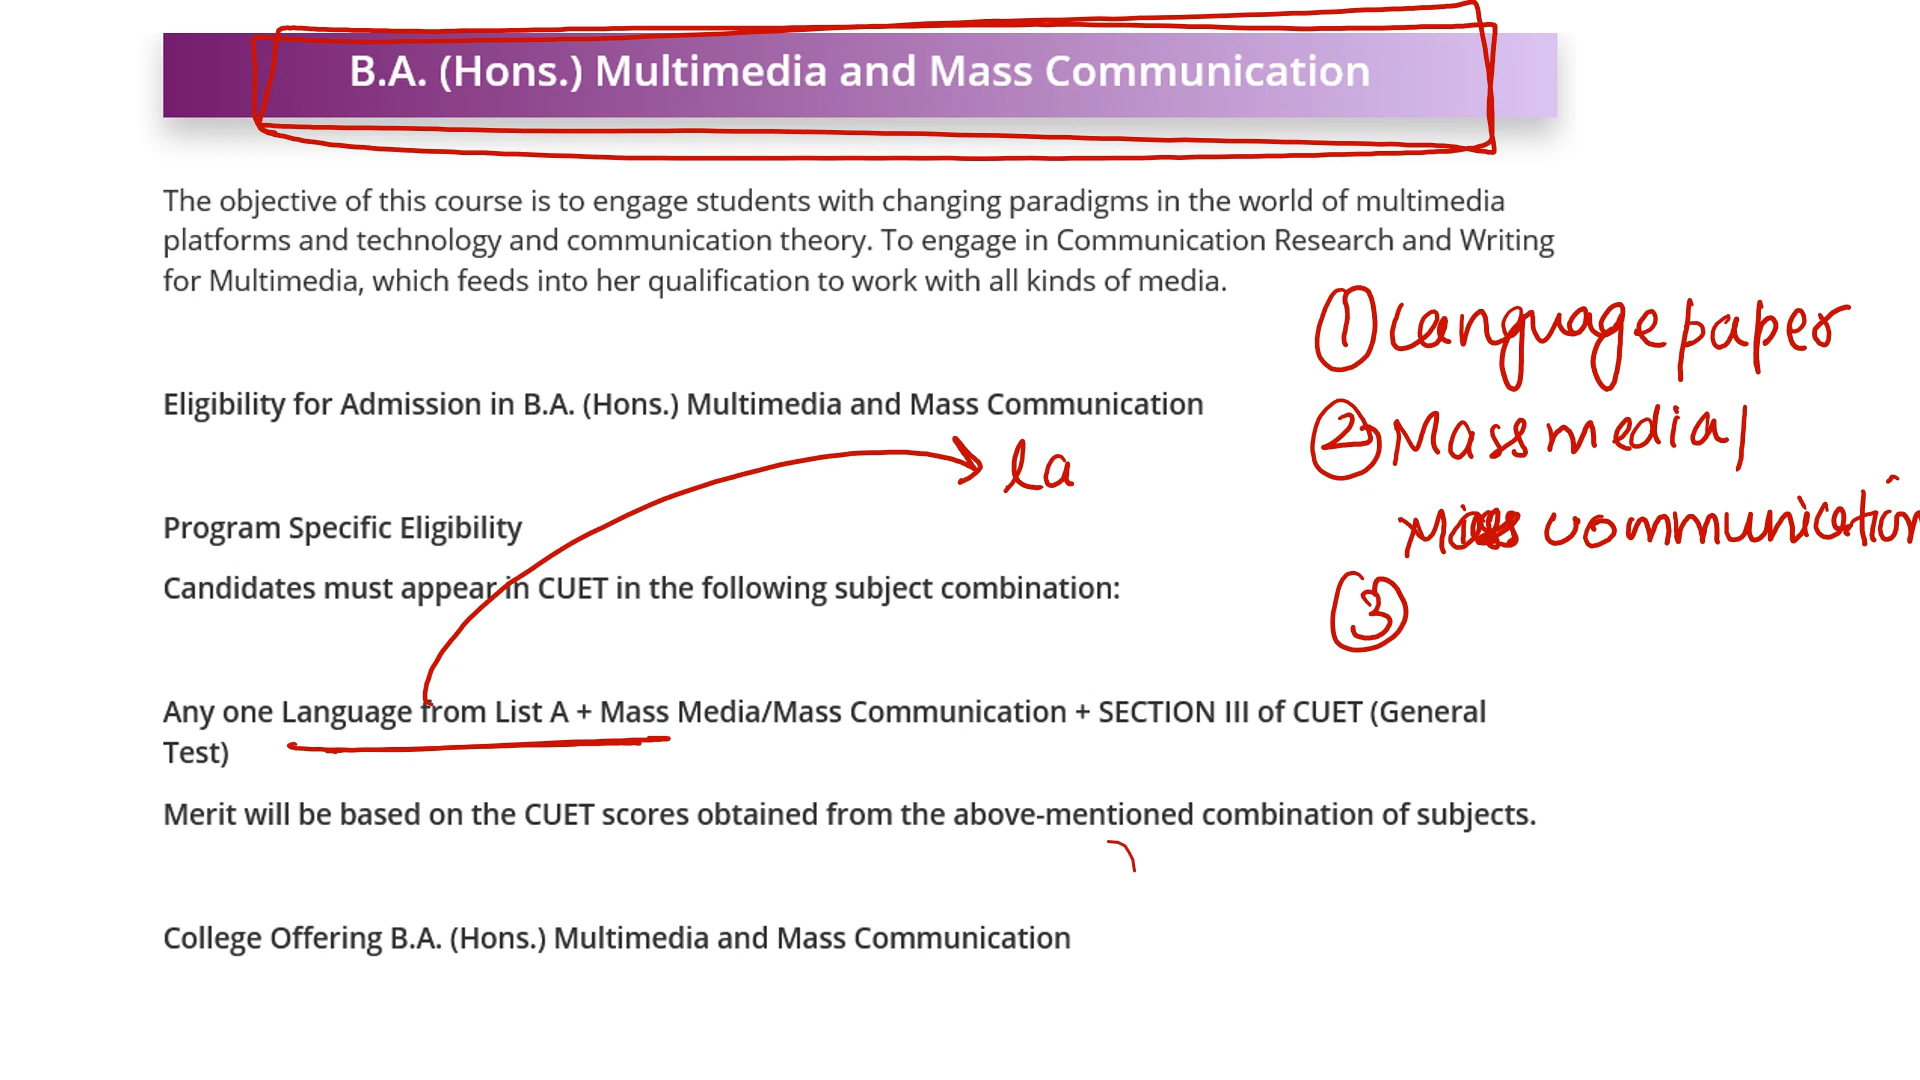 B.A. (Hons.) Multimedia and Mass Communication
The objective of this course is to engage students with changing paradigms in the world of multimedia
platforms and technology and communication theory. To engage in Communication Research and Writing
for Multimedia, which feeds into her qualification to work with all kinds of media.
① Language paper
Eligibility for Admission in B.A. (Hons.) Multimedia and Mass Communication
② Mass media/
la
Mass communication
Program Specific Eligibility
Candidates must appear in CUET in the following subject combination:
③
Any one Language from List A + Mass Media/Mass Communication + SECTION III of CUET (General
Test)
Merit will be based on the CUET scores obtained from the above-mentioned combination of subjects.
College Offering B.A. (Hons.) Multimedia and Mass Communication